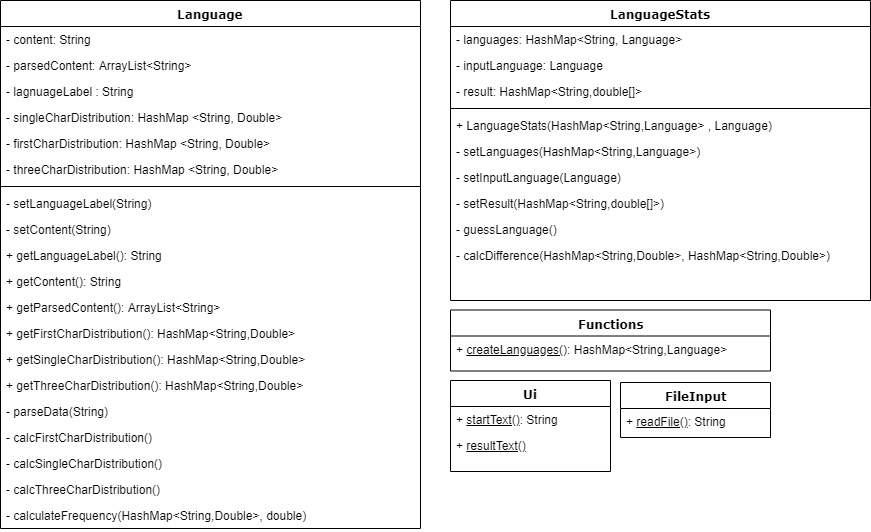 Language
- content: String
- parsedContent: ArrayList<String>
- lagnuageLabel : String
- singleCharDistribution: HashMap <String, Double>
- firstCharDistribution: HashMap <String, Double>
- threeCharDistribution: HashMap <String, Double>
- setLanguageLabel(String)
- setContent(String)
+ getLanguageLabel(): String
+ getContent(): String
+ getParsedContent(): ArrayList<String>
+ getFirstCharDistribution(): HashMap<String,Double>
+ getSingleCharDistribution(): HashMap<String,Double>
+ getThreeCharDistribution(): HashMap<String,Double>
- parseData(String)
- calcFirstCharDistribution()
- calcSingleCharDistribution()
- calcThreeCharDistribution()
- calculateFrequency(HashMap<String,Double>, double)
LanguageStats
- languages: HashMap<String, Language>
- inputLanguage: Language
- result: HashMap<String,double[]>
+ LanguageStats(HashMap<String,Language> , Language)
- setLanguages(HashMap<String,Language>)
- setInputLanguage(Language)
- setResult(HashMap<String,double[]>)
- guessLanguage()
- calcDifference(HashMap<String,Double>, HashMap<String,Double>)
Functions
+ createLanguages(): HashMap<String,Language>
Ui
+ startText(): String
+ resultText()
FileInput
+ readFile(): String